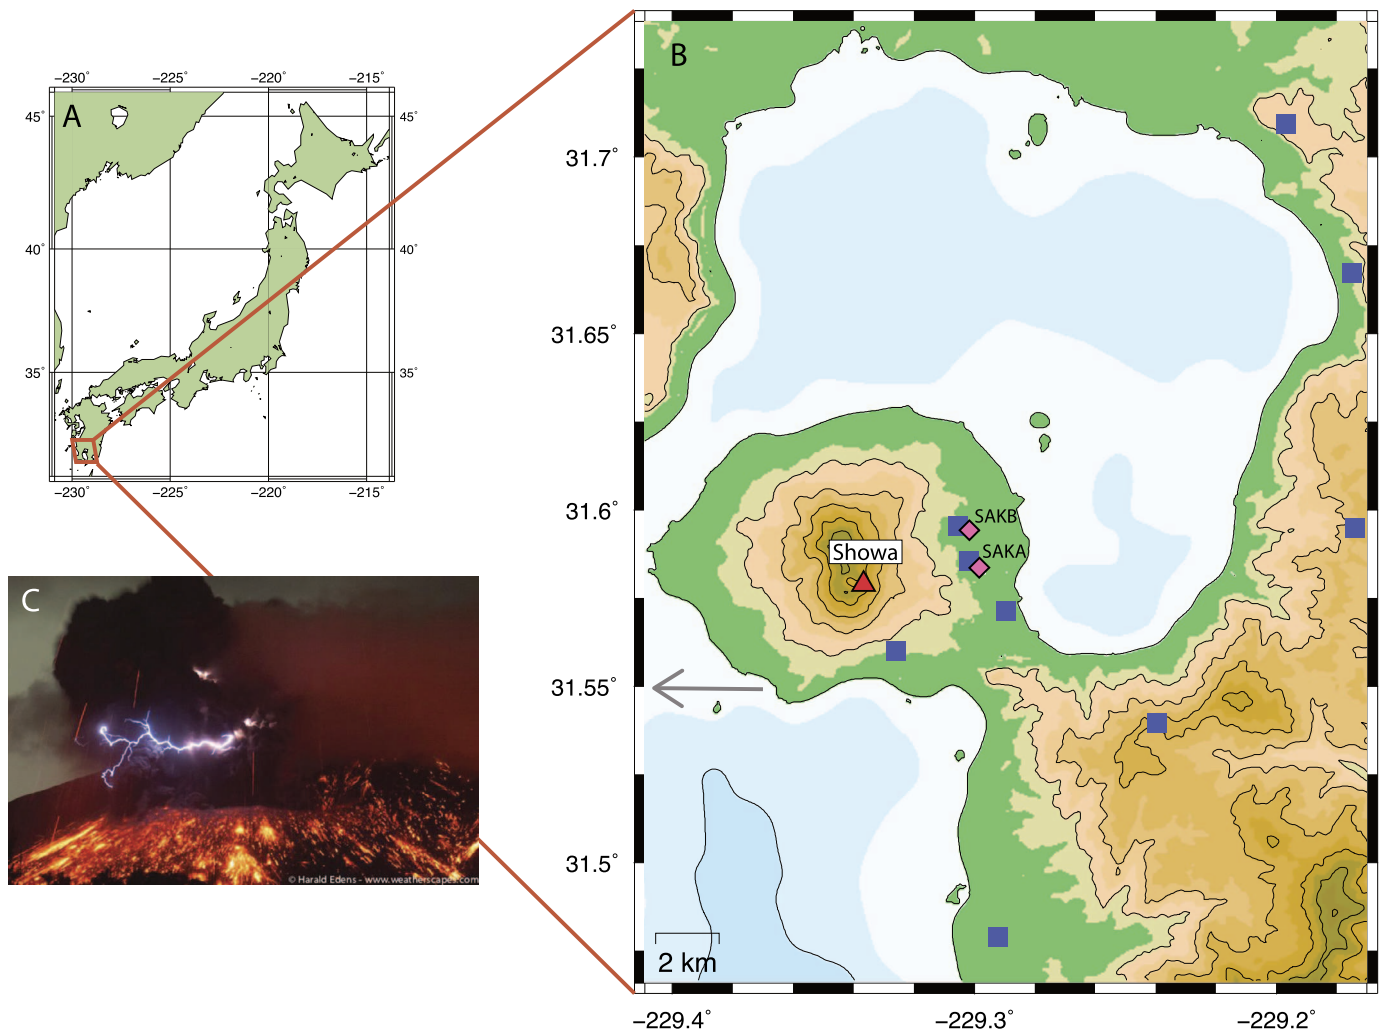 −230˚ −225˚ −220˚ −215˚
A
45˚ 45˚
40˚ 40˚
35˚ 35˚
−230˚ −225˚ −220˚ −215˚
B
31.7˚
31.65˚
31.6˚
31.55˚
31.5˚
SAKB
SAKA
Showa
2 km
−229.4˚ −229.3˚ −229.2˚
C
© Harald Edens - www.weatherscapes.com